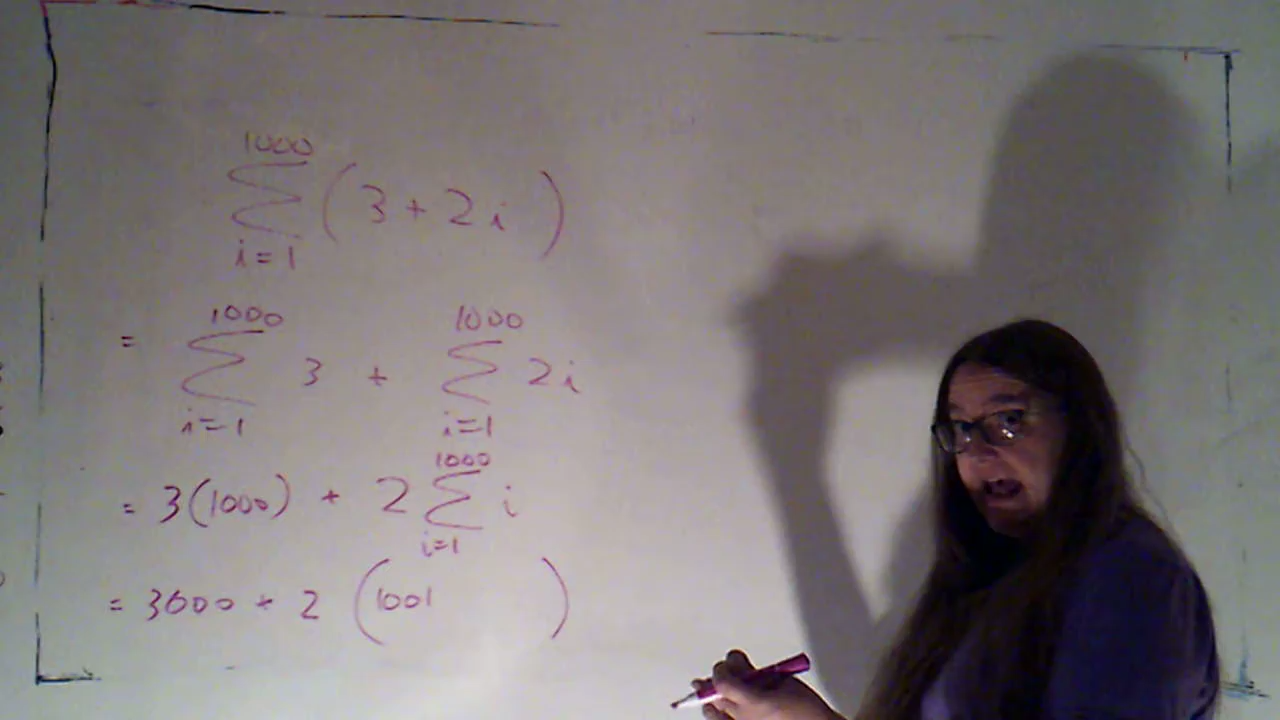 1000
Σ ( 3 + 2i )
i=1
= 1000 1000
Σ 3 + Σ 2i
i=1 i=1
1000
= 3(1000) + 2 Σ i
i=1
= 3000 + 2 (1001 )